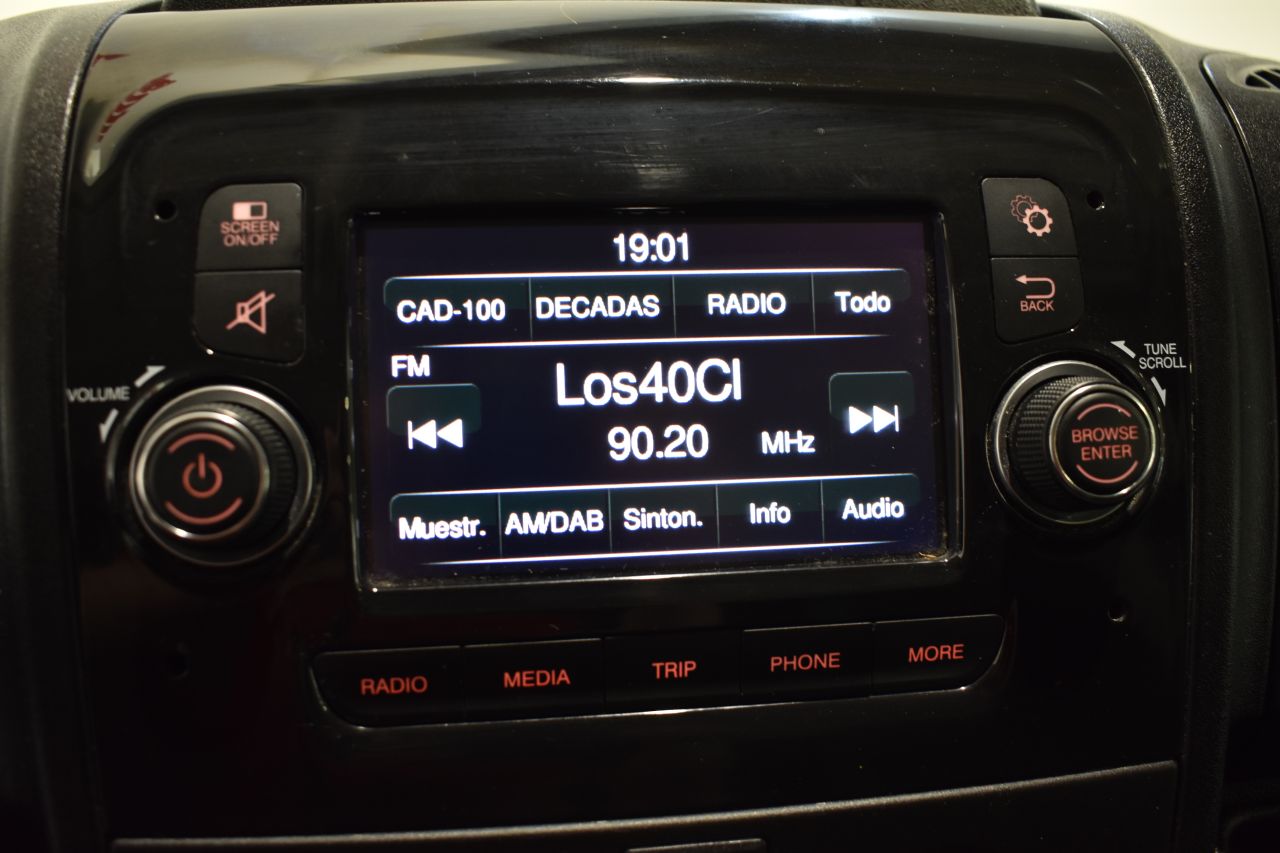 SCREEN
ON/OFF
VOLUME
19:01
CAD-100 DECADAS RADIO Todo
FM
Los40Cl
90.20 MHz
Muestr. AM/DAB Sinton. Info Audio
BACK
TUNE
SCROLL
BROWSE
ENTER
RADIO MEDIA TRIP PHONE MORE